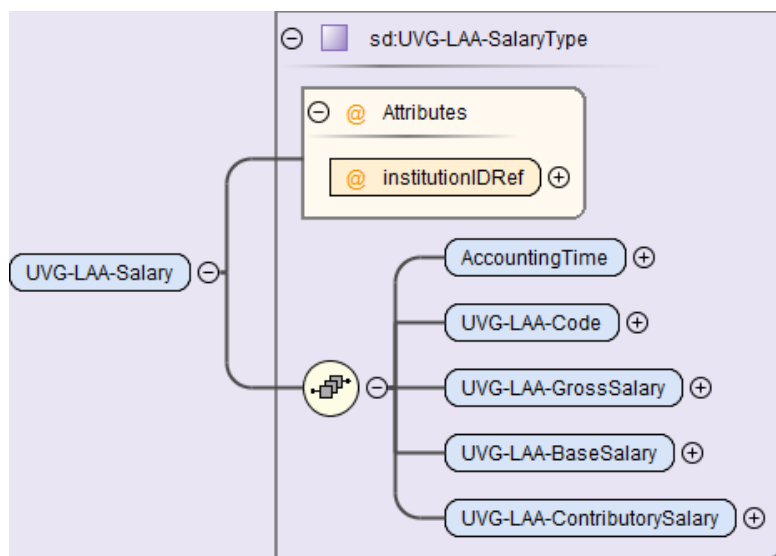 sd:UVG-LAA-SalaryType
@ Attributes
@ institutionIDRef
UVG-LAA-Salary
AccountingTime
UVG-LAA-Code
UVG-LAA-GrossSalary
UVG-LAA-BaseSalary
UVG-LAA-ContributorySalary